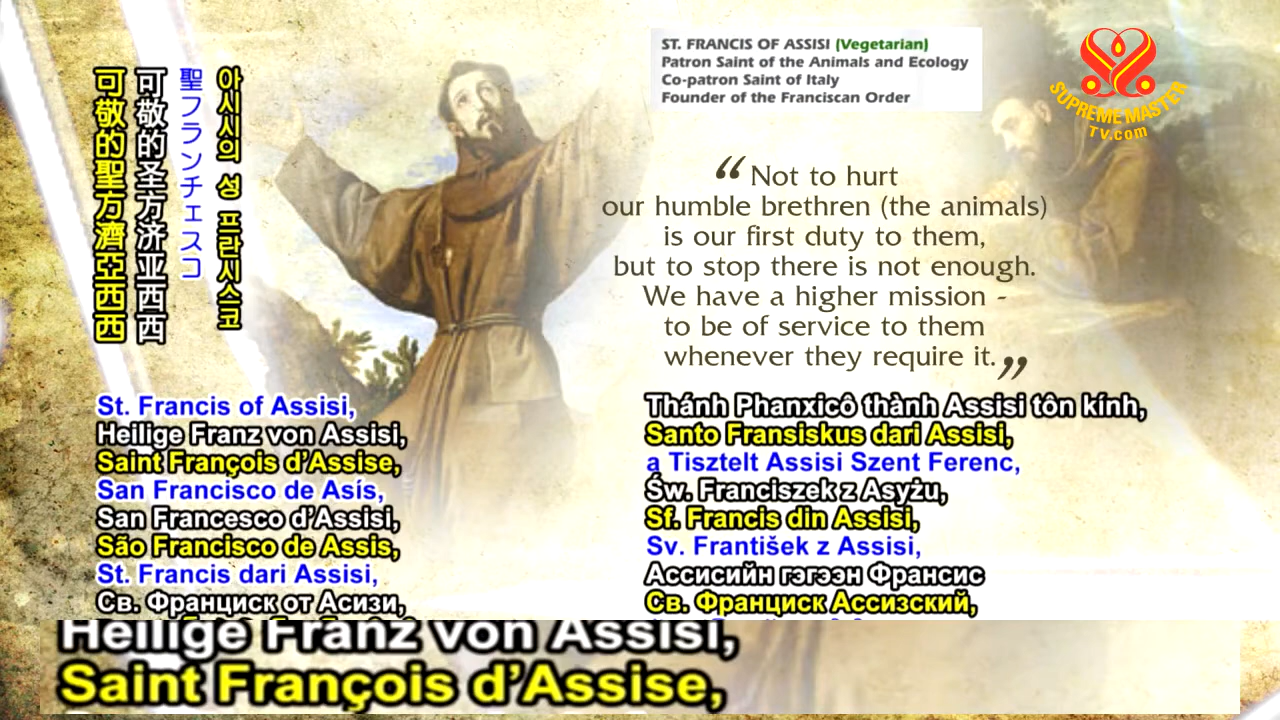 ST. FRANCIS OF ASSISI (Vegetarian)
Patron Saint of the Animals and Ecology
Co-patron Saint of Italy
Founder of the Franciscan Order
SUPREME MASTER
TV.com
可敬的聖方濟亞西西
可敬的圣方济亚西西
聖フランチェスコ
아시시의 성 프란시스코
“Not to hurt
our humble brethren (the animals)
is our first duty to them,
but to stop there is not enough.
We have a higher mission -
to be of service to them
whenever they require it.”
St. Francis of Assisi,
Heilige Franz von Assisi,
Saint François d’Assise,
San Francisco de Asís,
San Francesco d’Assisi,
São Francisco de Assis,
St. Francis dari Assisi,
Св. Франциск от Асизи,
Thánh Phanxicô thành Assisi tôn kính,
Santo Fransiskus dari Assisi,
a Tisztelt Assisi Szent Ferenc,
Św. Franciszek z Asyżu,
Sf. Francis din Assisi,
Sv. František z Assisi,
Ассисийн гэгээн Франсис
Св. Франциск Ассизский,
Heilige Franz von Assisi,
Saint François d’Assise,